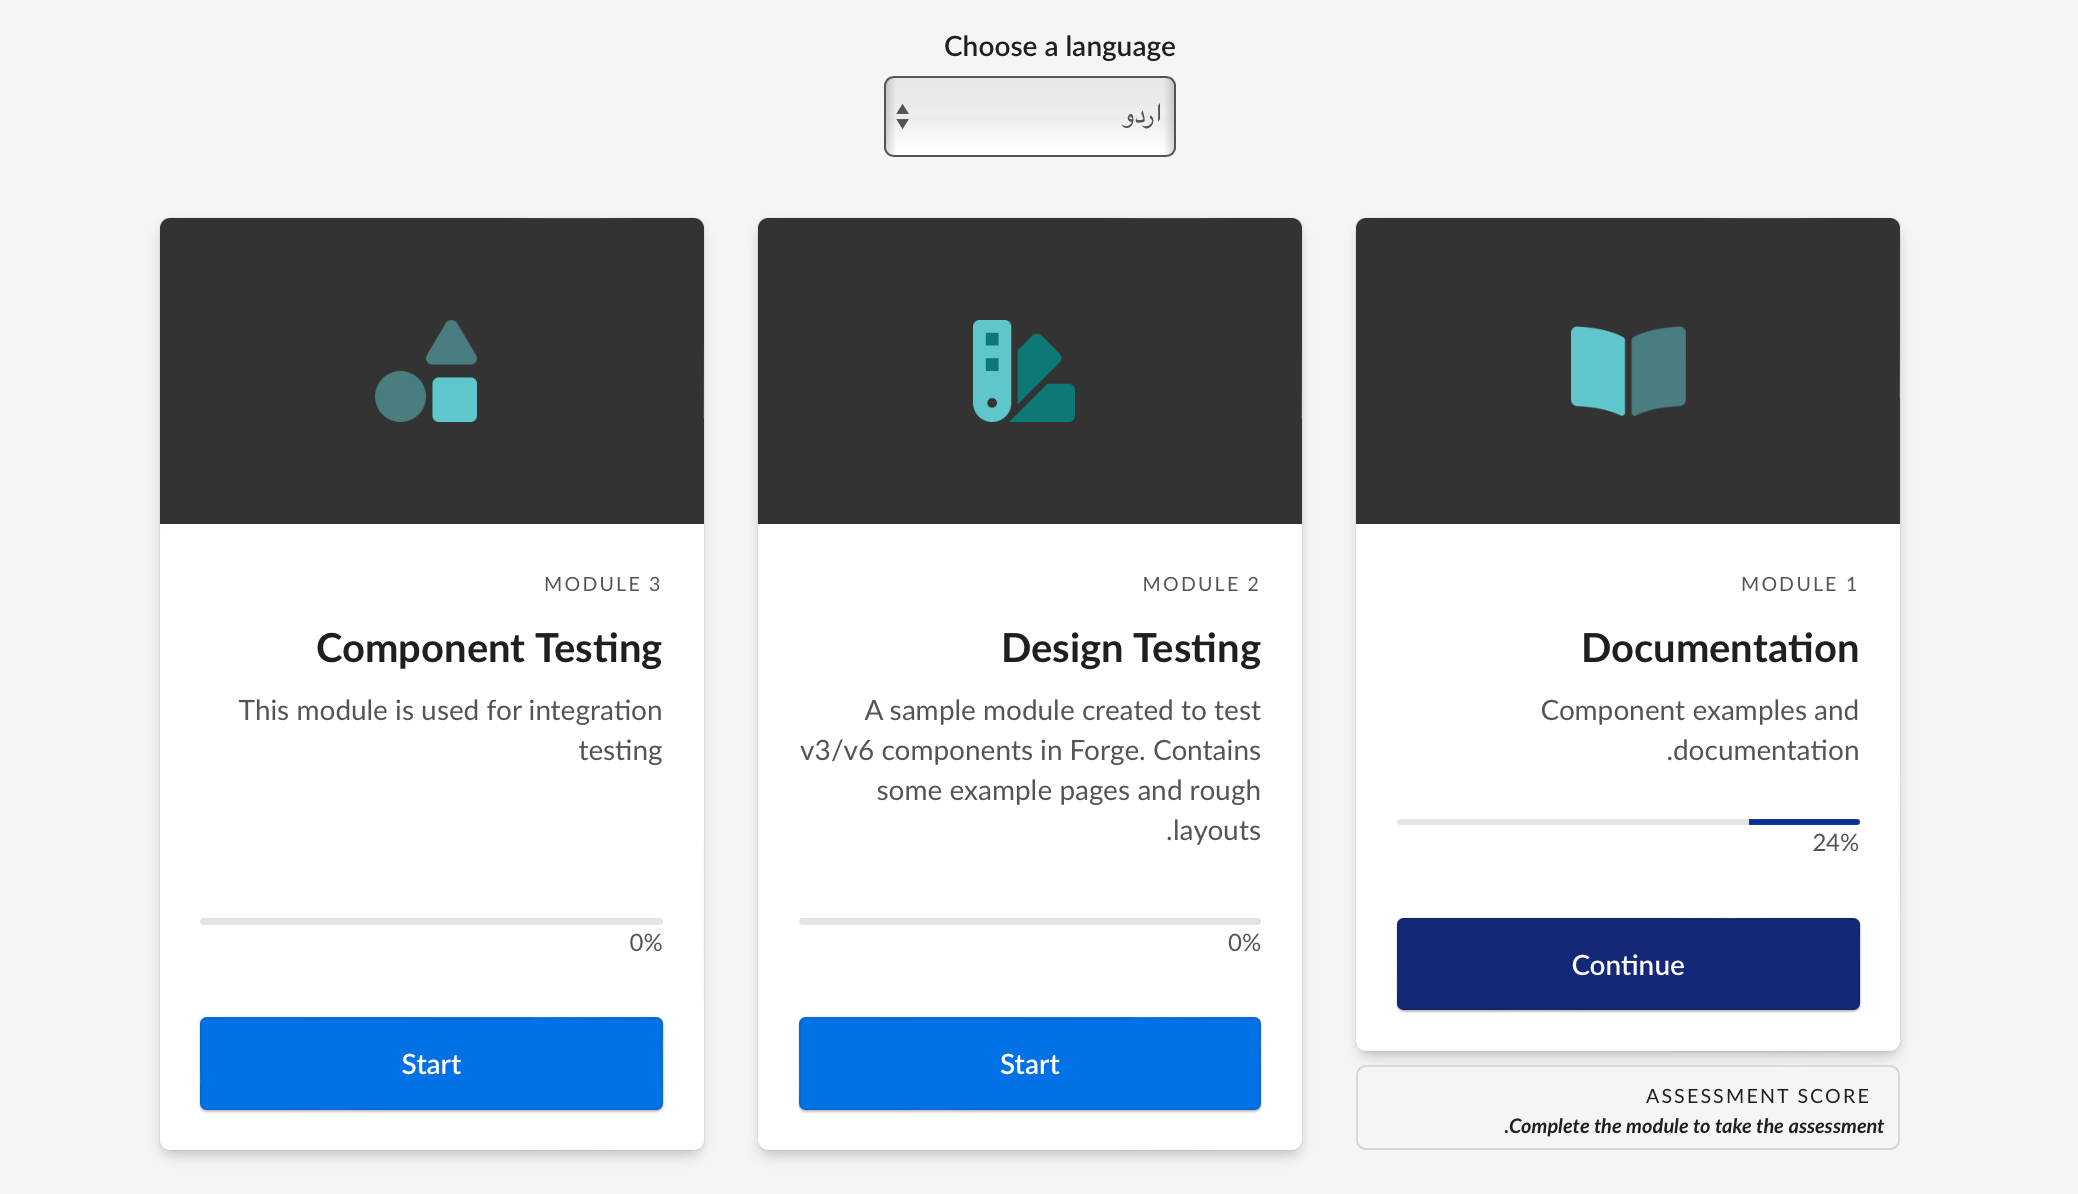 Choose a language
اردو
MODULE 1
Documentation
Component examples and
documentation.
24%
Continue
ASSESSMENT SCORE
Complete the module to take the assessment.
MODULE 2
Design Testing
A sample module created to test
v3/v6 components in Forge. Contains
some example pages and rough
layouts.
0%
Start
MODULE 3
Component Testing
This module is used for integration
testing
0%
Start